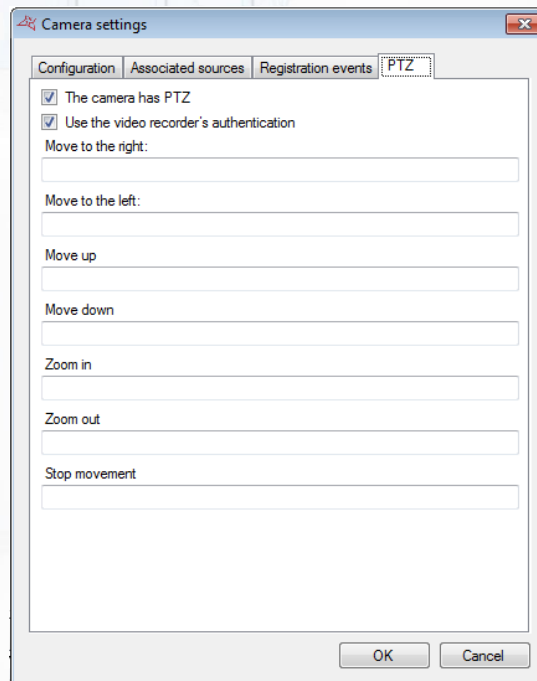 Camera settings
Configuration Associated sources Registration events PTZ
The camera has PTZ
Use the video recorder's authentication
Move to the right:
Move to the left:
Move up
Move down
Zoom in
Zoom out
Stop movement
OK Cancel